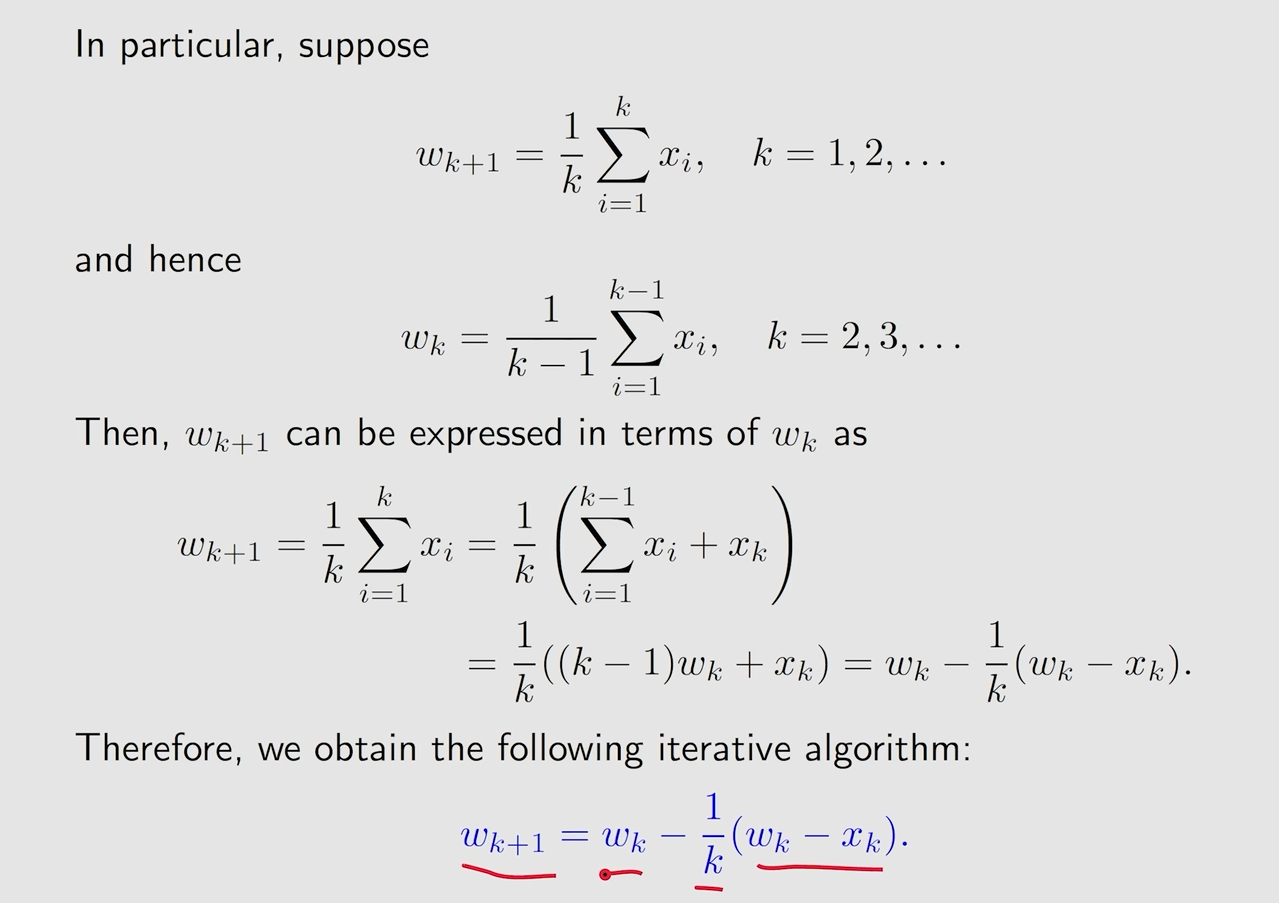 In particular, suppose
$w_{k+1} = \frac{1}{k} \sum_{i=1}^{k} x_i, \quad k = 1, 2, \ldots$
and hence
$w_k = \frac{1}{k-1} \sum_{i=1}^{k-1} x_i, \quad k = 2, 3, \ldots$
Then, $w_{k+1}$ can be expressed in terms of $w_k$ as
$w_{k+1} = \frac{1}{k} \sum_{i=1}^{k} x_i = \frac{1}{k} \left( \sum_{i=1}^{k-1} x_i + x_k \right)$
$= \frac{1}{k}((k-1)w_k + x_k) = w_k - \frac{1}{k}(w_k - x_k).$
Therefore, we obtain the following iterative algorithm:
$w_{k+1} = w_k - \frac{1}{k}(w_k - x_k).$